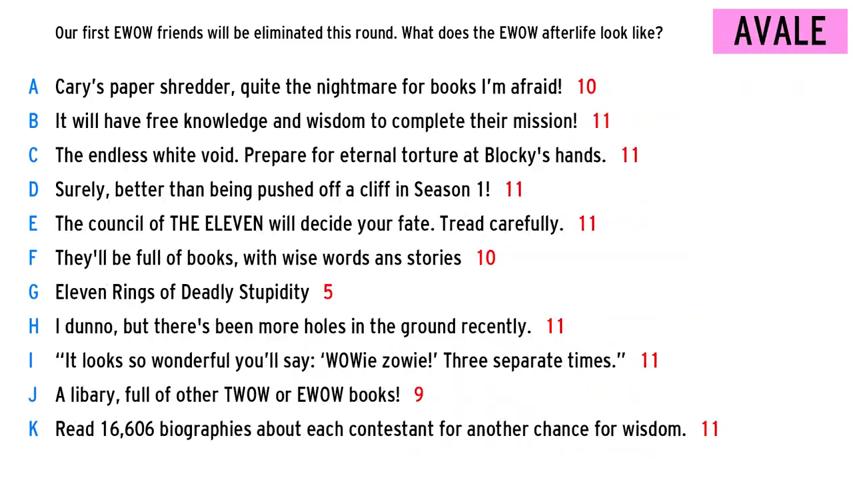 Our first EWOW friends will be eliminated this round. What does the EWOW afterlife look like?
AVALE
A Cary's paper shredder, quite the nightmare for books I'm afraid! 10
B It will have free knowledge and wisdom to complete their mission! 11
C The endless white void. Prepare for eternal torture at Blocky's hands. 11
D Surely, better than being pushed off a cliff in Season 1! 11
E The council of THE ELEVEN will decide your fate. Tread carefully. 11
F They'll be full of books, with wise words ans stories 10
G Eleven Rings of Deadly Stupidity 5
H I dunno, but there's been more holes in the ground recently. 11
I “It looks so wonderful you'll say: ‘WOWie zowie!’ Three separate times.” 11
J A libary, full of other TWOW or EWOW books! 9
K Read 16,606 biographies about each contestant for another chance for wisdom. 11